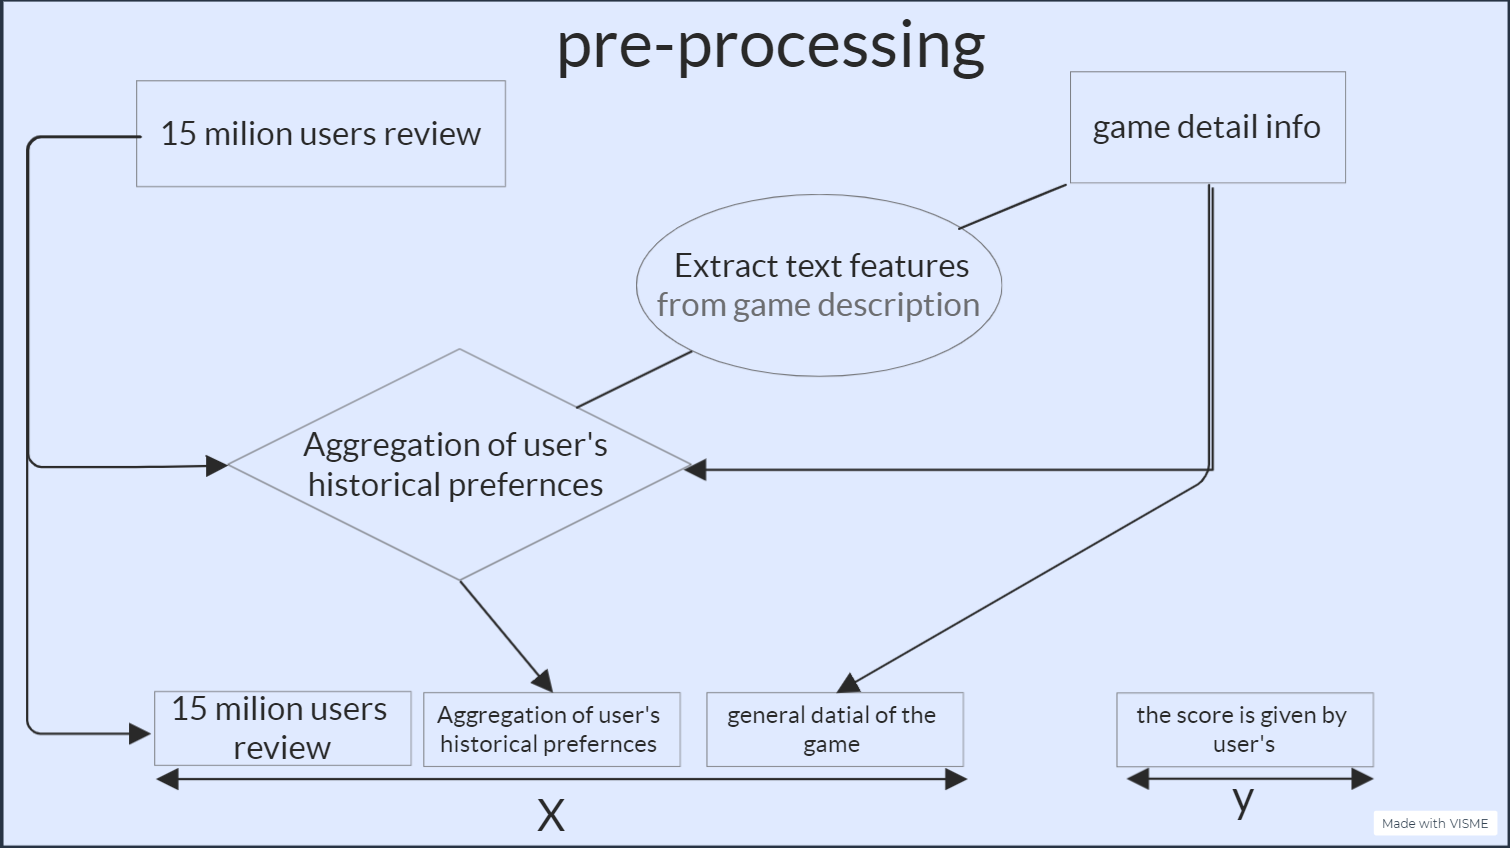 pre-processing
15 milion users review
game detail info
Extract text features
from game description
Aggregation of user's
historical prefernces
15 milion users
review
Aggregation of user's
historical prefernces
general datial of the
game
the score is given by
user's
X
y
Made with VISME